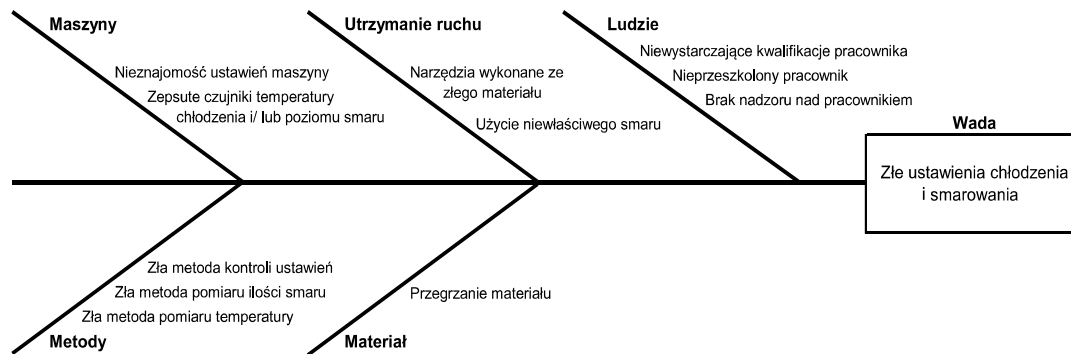 Maszyny
Nieznajomość ustawień maszyny
Zepsute czujniki temperatury
chłodzenia i/ lub poziomu smaru
Utrzymanie ruchu
Narzędzia wykonane ze
złego materiału
Użycie niewłaściwego smaru
Ludzie
Niewystarczające kwalifikacje pracownika
Nieprzeszkolony pracownik
Brak nadzoru nad pracownikiem
Wada
Złe ustawienia chłodzenia
i smarowania
Zła metoda kontroli ustawień
Zła metoda pomiaru ilości smaru
Zła metoda pomiaru temperatury
Metody
Przegrzanie materiału
Materiał